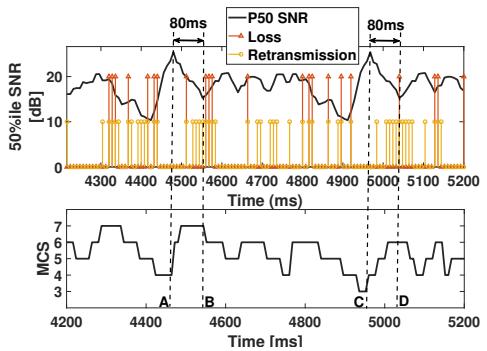 80ms
80ms
P50 SNR
Loss
Retransmission
50%ile SNR
[dB]
20
10
0
4300 4400 4500 4600 4700 4800 4900 5000 5100 5200
Time (ms)
MCS
7
6
5
4
3
A B C D
4200 4400 4600 4800 5000 5200
Time [ms]